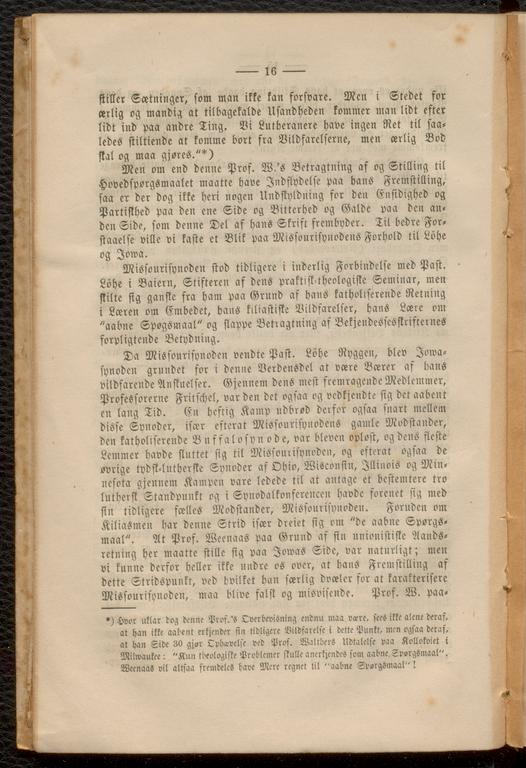 — 16 —
stiller Sætninger, som man ikke kan forsvare. Men i Stedet for
ærlig og mandig at tilbagekalde Usandheden kommer man lidt efter
lidt ind paa andre Ting. Vi Lutheranere have ingen Ret til saa-
ledes stiltiende at komme bort fra Vildfarelserne, men ærlig Bod
skal og maa gjøres."*)
Men om end denne Prof. W.'s Betragtning af og Stilling til
Hovedspørgsmaalet maatte have Indflydelse paa hans Fremstilling,
saa er der dog ikke heri nogen Undskyldning for den Ensidighed og
Partiskhed paa den ene Side og Bitterhed og Galde paa den an-
den Side, som denne Del af hans Skrift frembyder. Til bedre For-
staaelse ville vi kaste et Blik paa Missourisynodens Forhold til Löhe
og Jowa.
Missourisynoden stod tidligere i inderlig Forbindelse med Past.
Löhe i Baiern, Stifteren af dens praktisk-theologiske Seminar, men
skilte sig ganske fra ham paa Grund af hans katholiserende Retning
i Læren om Embedet, hans kiliastiske Vildfarelser, hans Lære om
"aabne Spøgsmaal" og slappe Betragtning af Bekjendelsesskrifternes
forpligtende Betydning.
Da Missourisynoden vendte Past. Löhe Ryggen, blev Jowa-
synoden grundet for i denne Verdensdel at være Bærer af hans
vildfarende Anskuelser. Gjennem dens mest fremragende Medlemmer,
Professorerne Fritschel, var den det ogsaa og vedkjendte sig det aabent
en lang Tid. En heftig Kamp udbrød derfor ogsaa snart mellem
disse Synoder, især efterat Missourisynodens gamle Modstander,
den katholiserende Buffalosynode, var bleven opløst, og dens fleste
Lemmer havde sluttet sig til Missourisynoden, og efterat ogsaa de
øvrige tydsk-lutherske Synoder af Ohio, Wisconsin, Illinois og Min-
nesota gjennem Kampen vare ledede til at antage et bestemtere tro
luthersk Standpunkt og i Synodalkonferencen havde forenet sig med
sin tidligere fælles Modstander, Missourisynoden. Foruden om
Kiliasmen har denne Strid især dreiet sig om "de aabne Spørgs-
maal". At Prof. Weenaas paa Grund af sin unionistiske Aands-
retning her maatte stille sig paa Jowas Side, var naturligt; men
vi kunne derfor heller ikke undre os over, at hans Fremstilling af
dette Stridspunkt, ved hvilket han særlig dvæler for at karakterisere
Missourisynoden, maa blive falsk og misvisende. Prof. W. paa-
*) Hvor uklar dog denne Prof.'s Overbevisning endnu maa være, sees ikke alene deraf,
at han ikke aabent erkjender sin tidligere Vildfarelse i dette Punkt, men ogsaa deraf,
at han Side 30 gjør Ophævelse ved Prof. Walthers Udtalelse paa Kollokviet i
Milwaukee: "Kun theologiske Problemer skulle anerkjendes som aabne Spørgsmaal".
Weenaas vil altsaa fremdeles have Mere regnet til "aabne Spørgsmaal"!